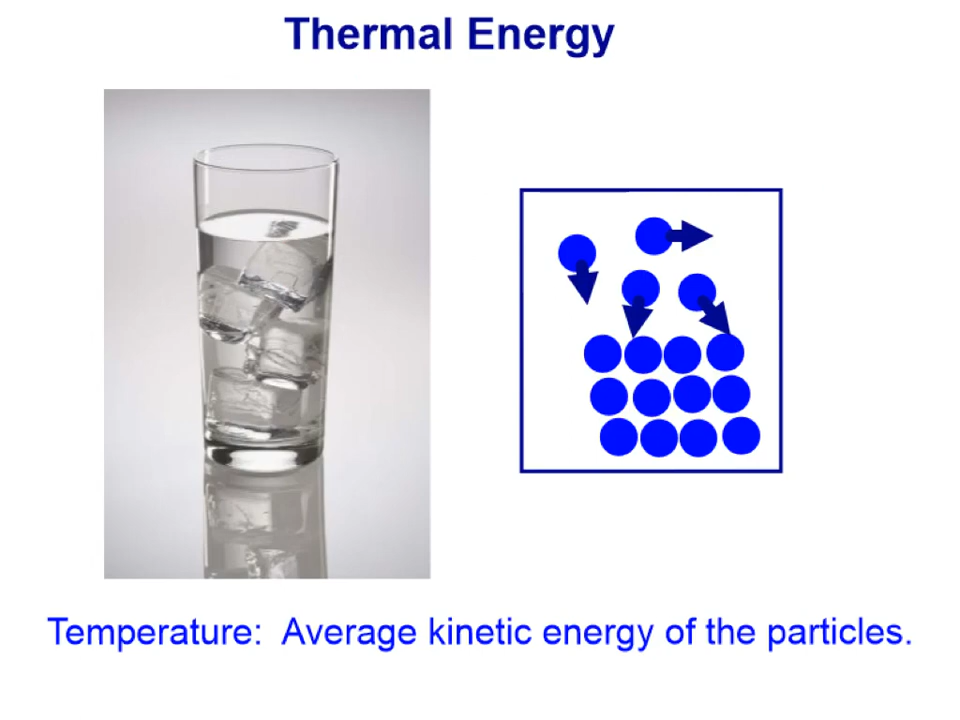 Thermal Energy
Temperature:  Average kinetic energy of the particles.